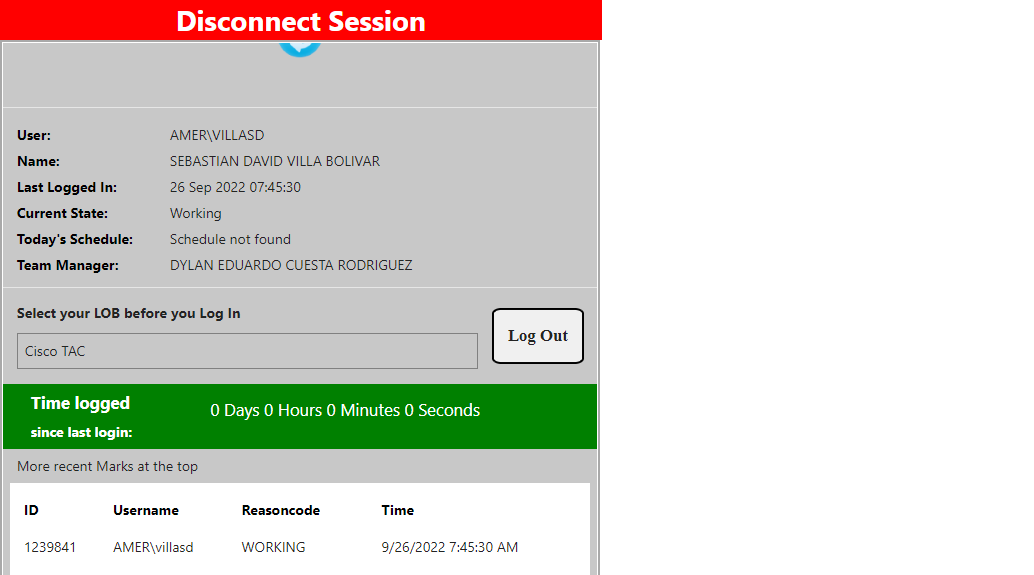 Disconnect Session
User: AMER\VILLASD
Name: SEBASTIAN DAVID VILLA BOLIVAR
Last Logged In: 26 Sep 2022 07:45:30
Current State: Working
Today's Schedule: Schedule not found
Team Manager: DYLAN EDUARDO CUESTA RODRIGUEZ
Select your LOB before you Log In
Cisco TAC
Log Out
Time logged
since last login:
0 Days 0 Hours 0 Minutes 0 Seconds
More recent Marks at the top
ID Username Reasoncode Time
1239841 AMER\villasd WORKING 9/26/2022 7:45:30 AM